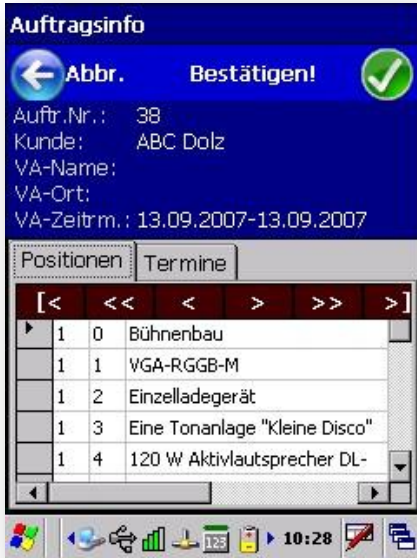 Auftragsinfo
Abbr. Bestätigen!
Auftr.Nr.: 38
Kunde: ABC Dolz
VA-Name:
VA-Ort:
VA-Zeitrm.: 13.09.2007-13.09.2007
Positionen Termine
[< << < > >> >]
1 0 Bühnenbau
1 1 VGA-RGGB-M
1 2 Einzelladegerät
1 3 Eine Tonanlage "Kleine Disco"
1 4 120 W Aktivlautsprecher DL-
123 10:28